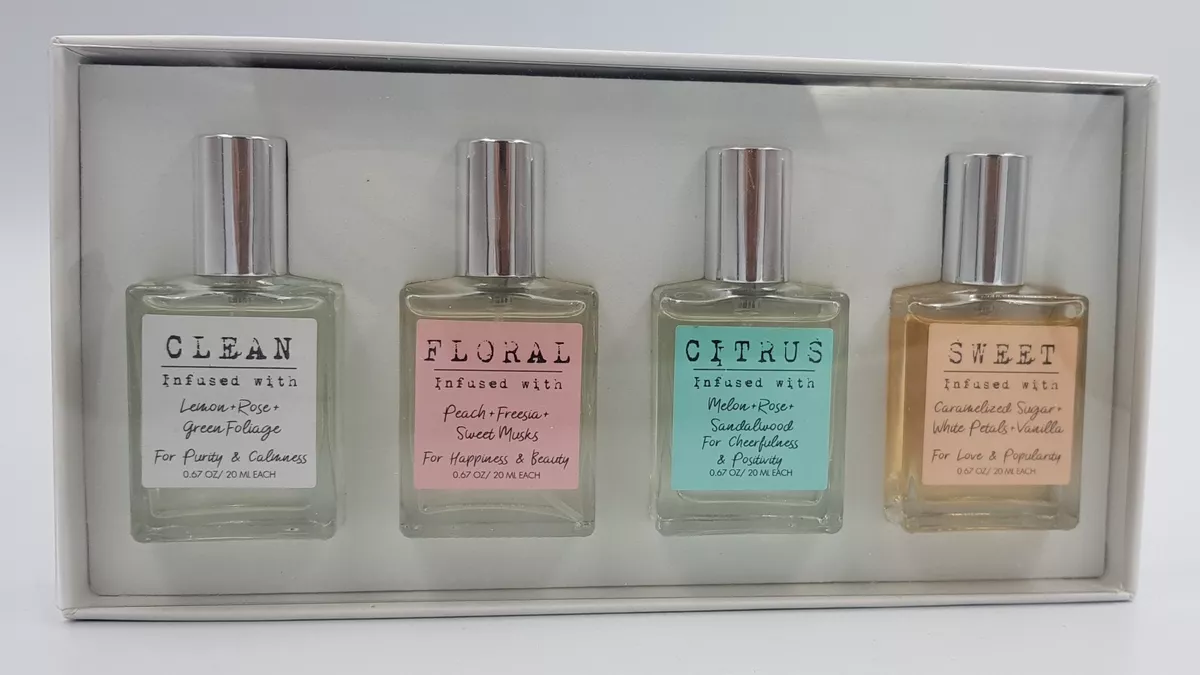 CLEAN
Infused with
Lemon+Rose+
Green Foliage
For Purity & Calmness
0.67 OZ/ 20 ML EACH
FLORAL
Infused with
Peach+Freesia+
Sweet Musks
For Happiness & Beauty
0.67 OZ/ 20 ML EACH
CITRUS
Infused with
Melon+Rose+
Sandalwood
For Cheerfulness
& Positivity
0.67 OZ/ 20 ML EACH
SWEET
Infused with
Caramelized Sugar+
White Petals+Vanilla
For Love & Popularity
0.67 OZ/ 20 ML EACH